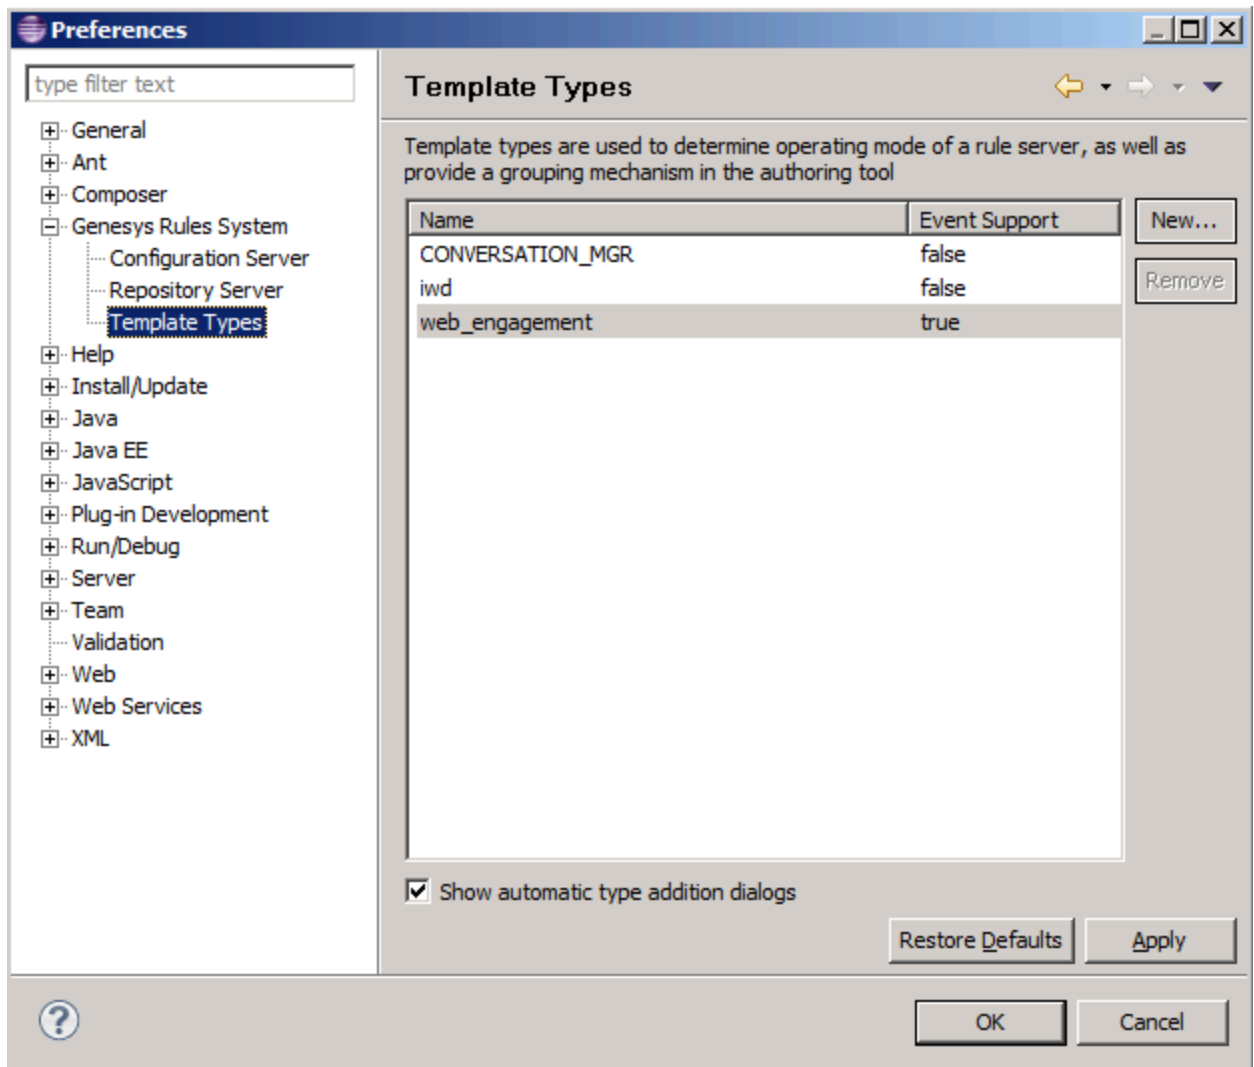 Preferences
type filter text
General
Ant
Composer
Genesys Rules System
Configuration Server
Repository Server
Template Types
Help
Install/Update
Java
Java EE
JavaScript
Plug-in Development
Run/Debug
Server
Team
Validation
Web
Web Services
XML
Template Types
Template types are used to determine operating mode of a rule server, as well as
provide a grouping mechanism in the authoring tool
Name Event Support
CONVERSATION_MGR false
iwd false
web_engagement true
New...
Remove
Show automatic type addition dialogs
Restore Defaults Apply
OK Cancel